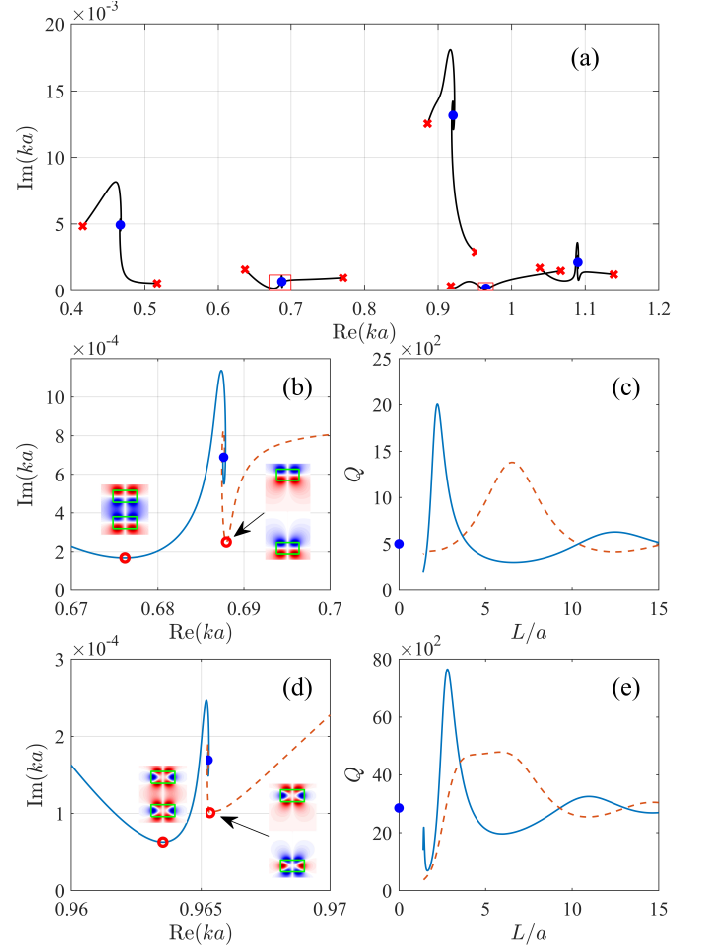 ×10⁻³
20
15
10
5
0
Im(ka)
(a)
0.4 0.5 0.6 0.7 0.8 0.9 1 1.1 1.2
Re(ka)
×10⁻⁴
10
8
6
4
2
0
Im(ka)
(b)
0.67 0.68 0.69 0.7
Re(ka)
×10²
25
20
15
10
5
0
Q
(c)
0 5 10 15
L/a
×10⁻⁴
3
2
1
0
Im(ka)
(d)
0.96 0.965 0.97
Re(ka)
×10²
80
60
40
20
0
Q
(e)
0 5 10 15
L/a